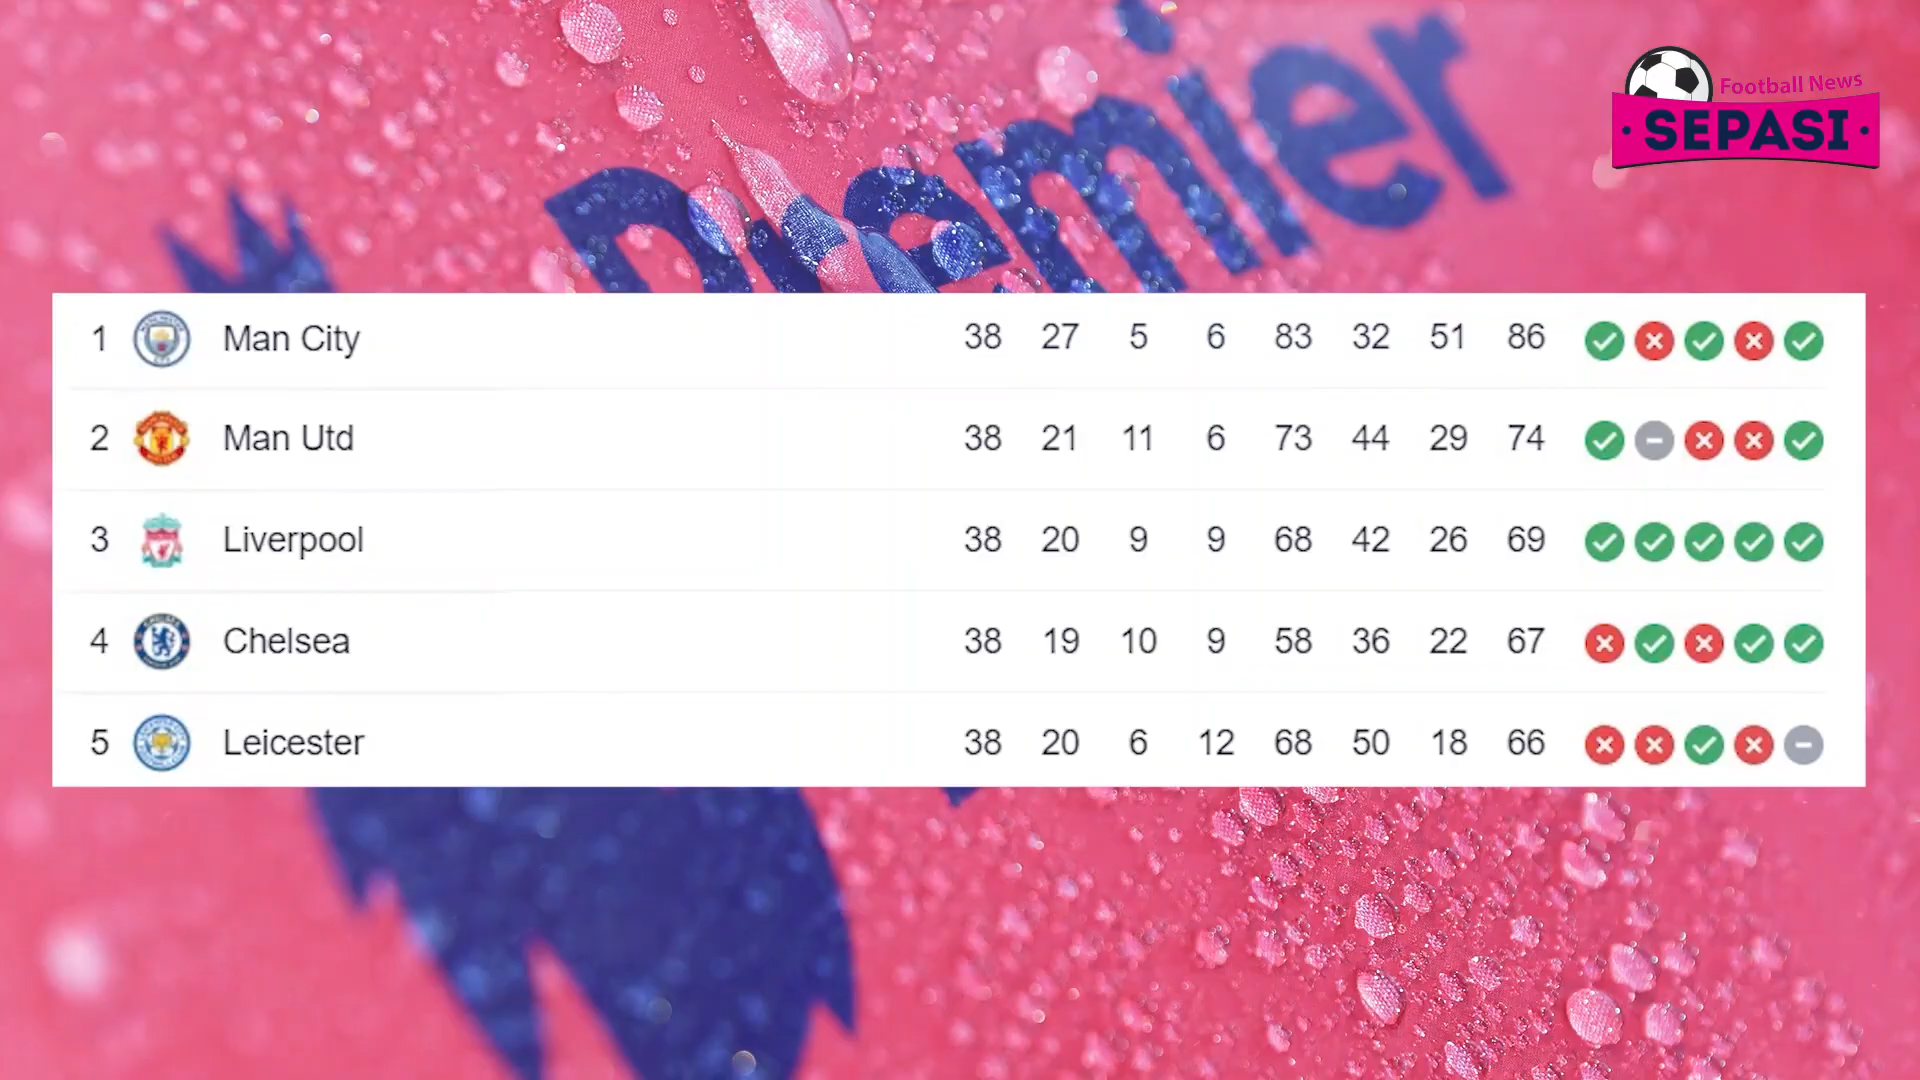 Premier
Football News
SEPASI
1 Man City 38 27 5 6 83 32 51 86
2 Man Utd 38 21 11 6 73 44 29 74
3 Liverpool 38 20 9 9 68 42 26 69
4 Chelsea 38 19 10 9 58 36 22 67
5 Leicester 38 20 6 12 68 50 18 66